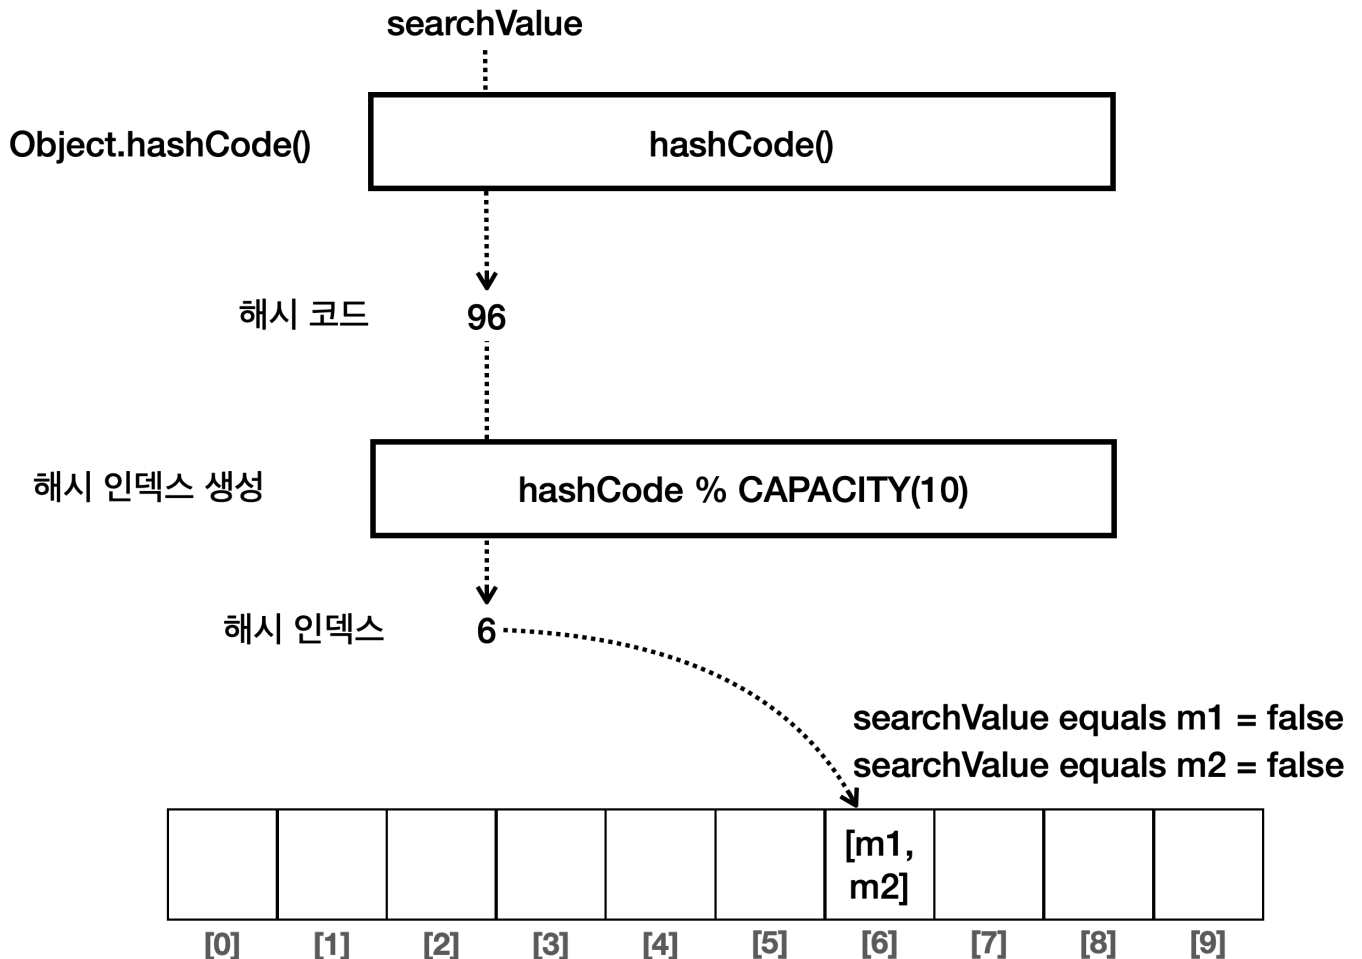 searchValue
Object.hashCode()
hashCode()
해시 코드
96
해시 인덱스 생성
hashCode % CAPACITY(10)
해시 인덱스
6
searchValue equals m1 = false
searchValue equals m2 = false
[m1,
m2]
[0] [1] [2] [3] [4] [5] [6] [7] [8] [9]